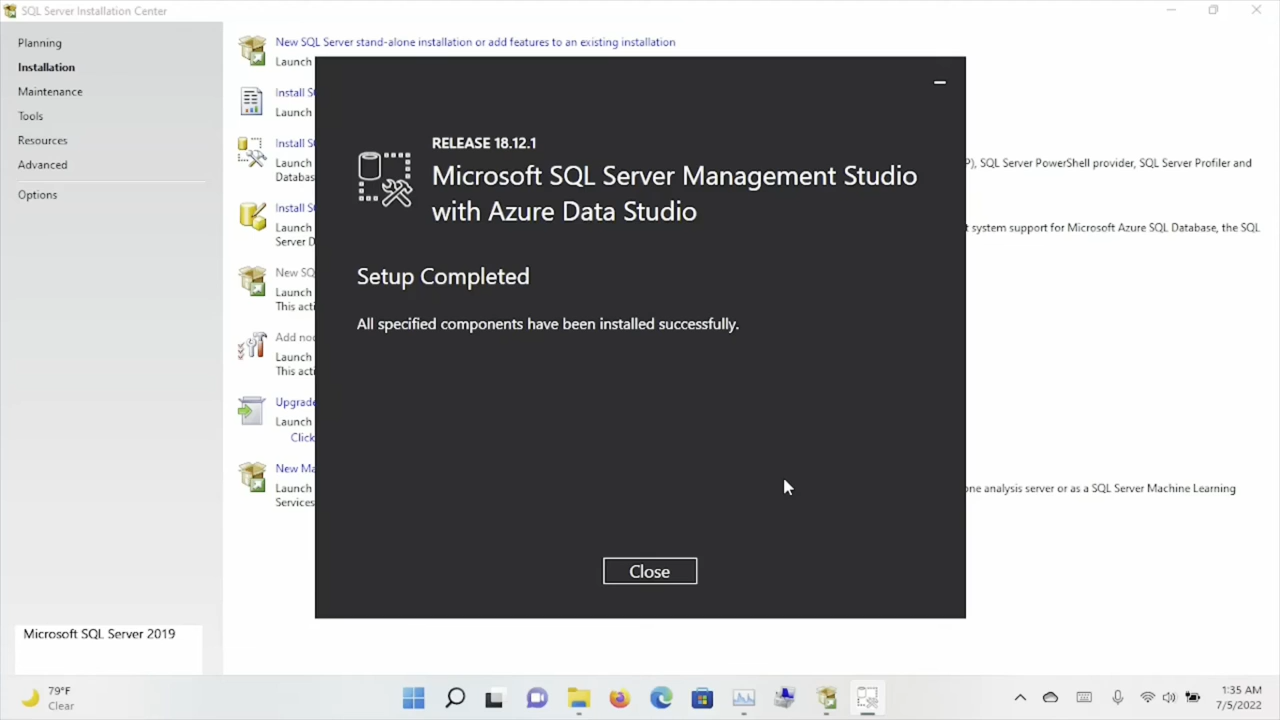 SQL Server Installation Center
Planning
Installation
Maintenance
Tools
Resources
Advanced
Options
Microsoft SQL Server 2019
New SQL Server stand-alone installation or add features to an existing installation
Launch
Install S
Launch
Install S
Launch
Databas
P), SQL Server PowerShell provider, SQL Server Profiler and
Install S
Launch
Server D
t system support for Microsoft Azure SQL Database, the SQL
New SQ
Launch
This acti
Add no
Launch
This acti
Upgrade
Launch
Click
New Ma
Launch
Services
one analysis server or as a SQL Server Machine Learning
RELEASE 18.12.1
Microsoft SQL Server Management Studio
with Azure Data Studio
Setup Completed
All specified components have been installed successfully.
Close
79°F
Clear
1:35 AM
7/5/2022